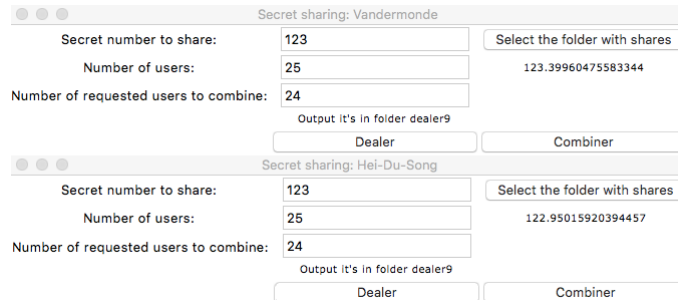 Secret sharing: Vandermonde
Secret number to share: 123 Select the folder with shares
Number of users: 25 123.39960475583344
Number of requested users to combine: 24
Output it's in folder dealer9
Dealer Combiner
Secret sharing: Hei-Du-Song
Secret number to share: 123 Select the folder with shares
Number of users: 25 122.95015920394457
Number of requested users to combine: 24
Output it's in folder dealer9
Dealer Combiner